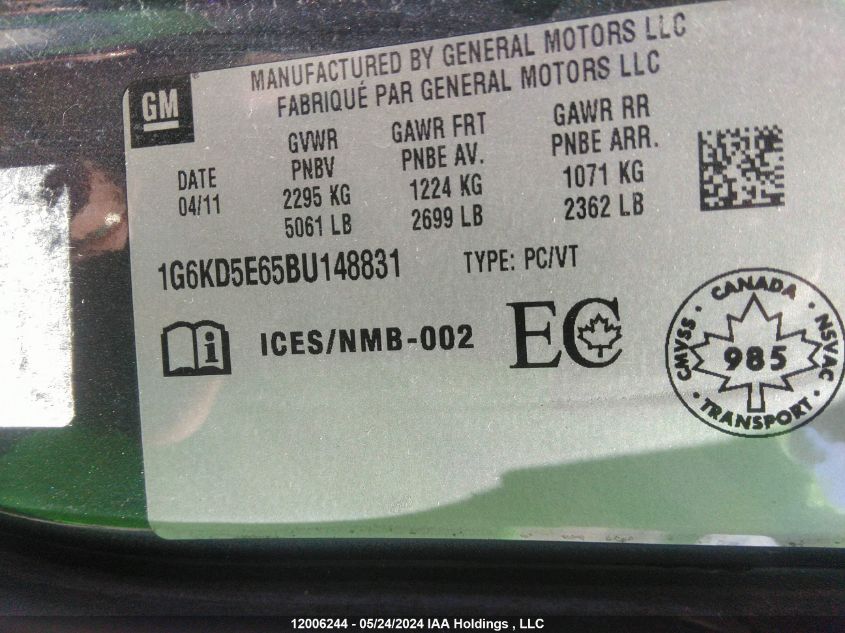 MANUFACTURED BY GENERAL MOTORS LLC
FABRIQUÉ PAR GENERAL MOTORS LLC
GM
DATE
04/11
GVWR
PNBV
2295 KG
5061 LB
GAWR FRT
PNBE AV.
1224 KG
2699 LB
GAWR RR
PNBE ARR.
1071 KG
2362 LB
1G6KD5E65BU148831 TYPE: PC/VT
i ICES/NMB-002 EC
CANADA
CMVSS 985 NSVAC
TRANSPORT
12006244 - 05/24/2024 IAA Holdings , LLC